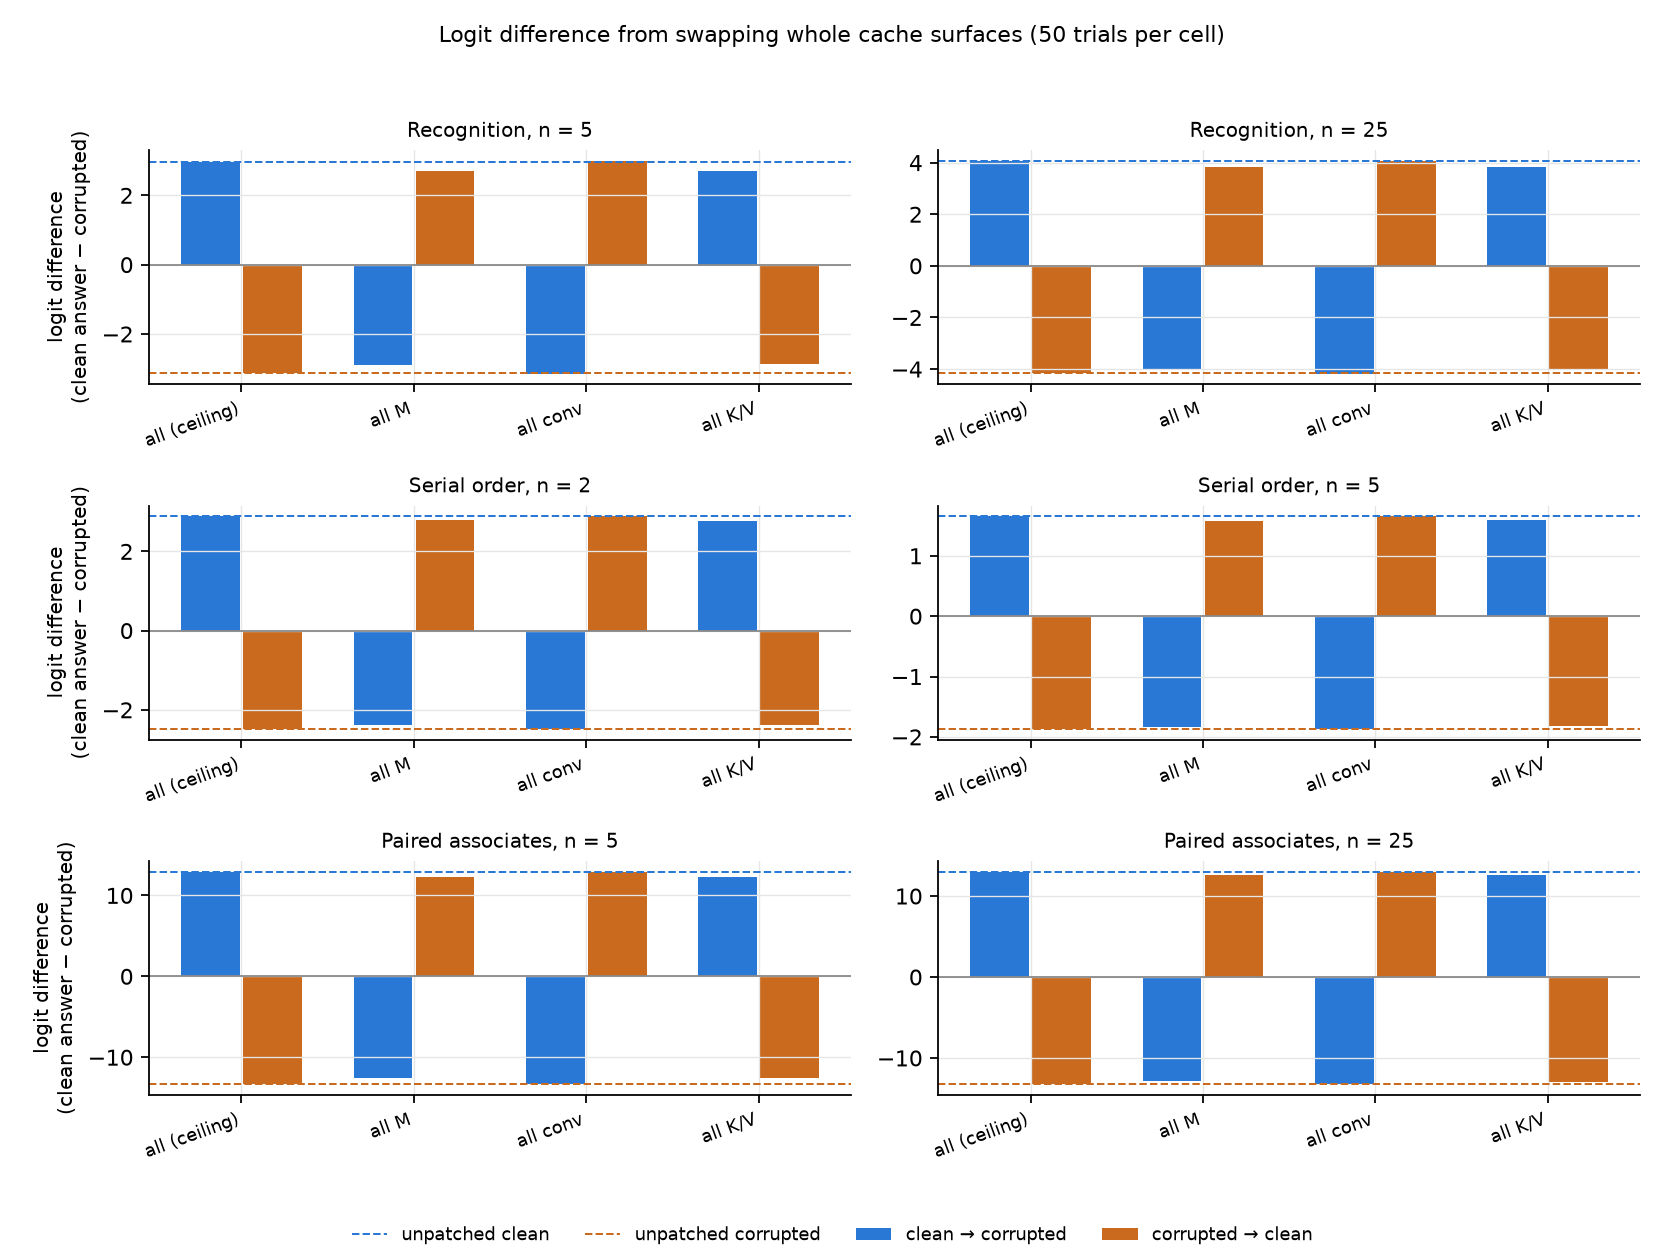 Logit difference from swapping whole cache surfaces (50 trials per cell)
Recognition, n = 5
logit difference
(clean answer − corrupted)
2
0
−2
all (ceiling)
all M
all conv
all K/V
Recognition, n = 25
4
2
0
−2
−4
all (ceiling)
all M
all conv
all K/V
Serial order, n = 2
logit difference
(clean answer − corrupted)
2
0
−2
all (ceiling)
all M
all conv
all K/V
Serial order, n = 5
1
0
−1
−2
all (ceiling)
all M
all conv
all K/V
Paired associates, n = 5
logit difference
(clean answer − corrupted)
10
0
−10
all (ceiling)
all M
all conv
all K/V
Paired associates, n = 25
10
0
−10
all (ceiling)
all M
all conv
all K/V
unpatched clean
unpatched corrupted
clean → corrupted
corrupted → clean